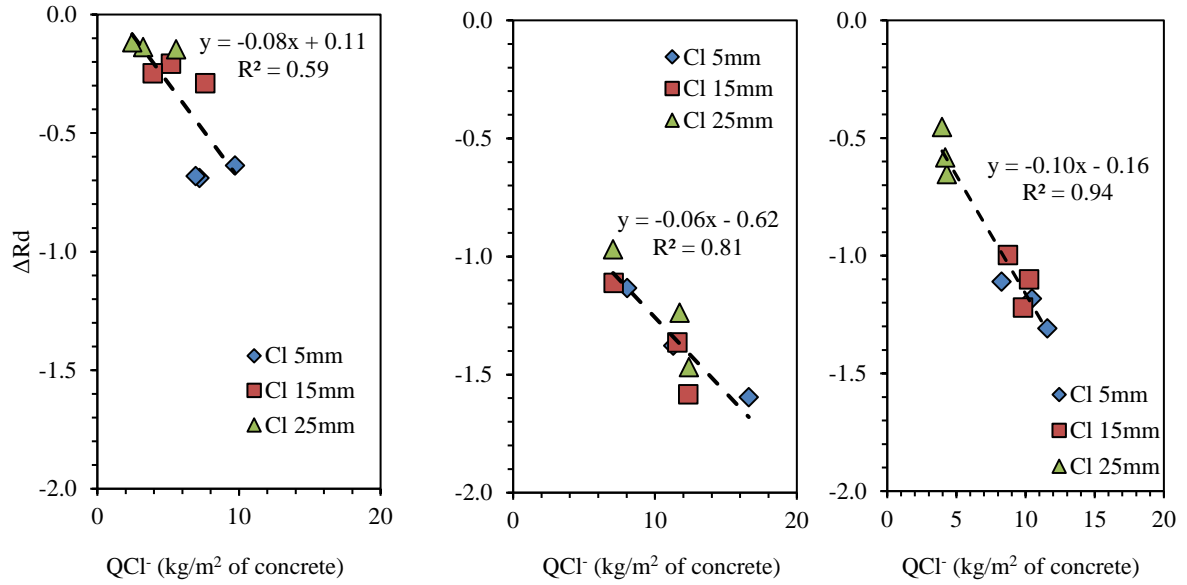 ΔRd
0.0
-0.5
-1.0
-1.5
-2.0
y = -0.08x + 0.11
R² = 0.59
Cl 5mm
Cl 15mm
Cl 25mm
0 10 20
QCl⁻ (kg/m² of concrete)
0.0
-0.5
-1.0
-1.5
-2.0
Cl 5mm
Cl 15mm
Cl 25mm
y = -0.06x - 0.62
R² = 0.81
0 10 20
QCl⁻ (kg/m² of concrete)
0.0
-0.5
-1.0
-1.5
-2.0
y = -0.10x - 0.16
R² = 0.94
Cl 5mm
Cl 15mm
Cl 25mm
0 5 10 15 20
QCl⁻ (kg/m² of concrete)